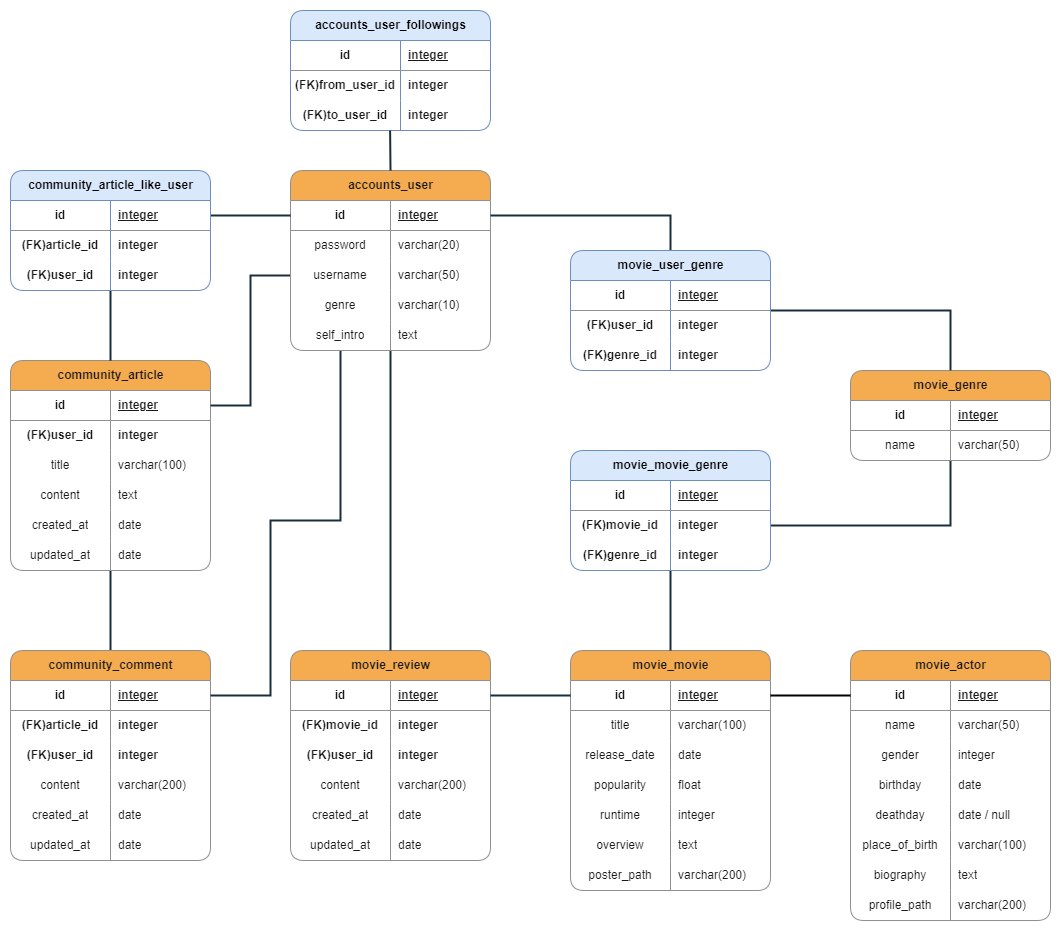 accounts_user_followings
id integer
(FK)from_user_id integer
(FK)to_user_id integer
community_article_like_user
id integer
(FK)article_id integer
(FK)user_id integer
accounts_user
id integer
password varchar(20)
username varchar(50)
genre varchar(10)
self_intro text
movie_user_genre
id integer
(FK)user_id integer
(FK)genre_id integer
community_article
id integer
(FK)user_id integer
title varchar(100)
content text
created_at date
updated_at date
movie_genre
id integer
name varchar(50)
movie_movie_genre
id integer
(FK)movie_id integer
(FK)genre_id integer
community_comment
id integer
(FK)article_id integer
(FK)user_id integer
content varchar(200)
created_at date
updated_at date
movie_review
id integer
(FK)movie_id integer
(FK)user_id integer
content varchar(200)
created_at date
updated_at date
movie_movie
id integer
title varchar(100)
release_date date
popularity float
runtime integer
overview text
poster_path varchar(200)
movie_actor
id integer
name varchar(50)
gender integer
birthday date
deathday date / null
place_of_birth varchar(100)
biography text
profile_path varchar(200)